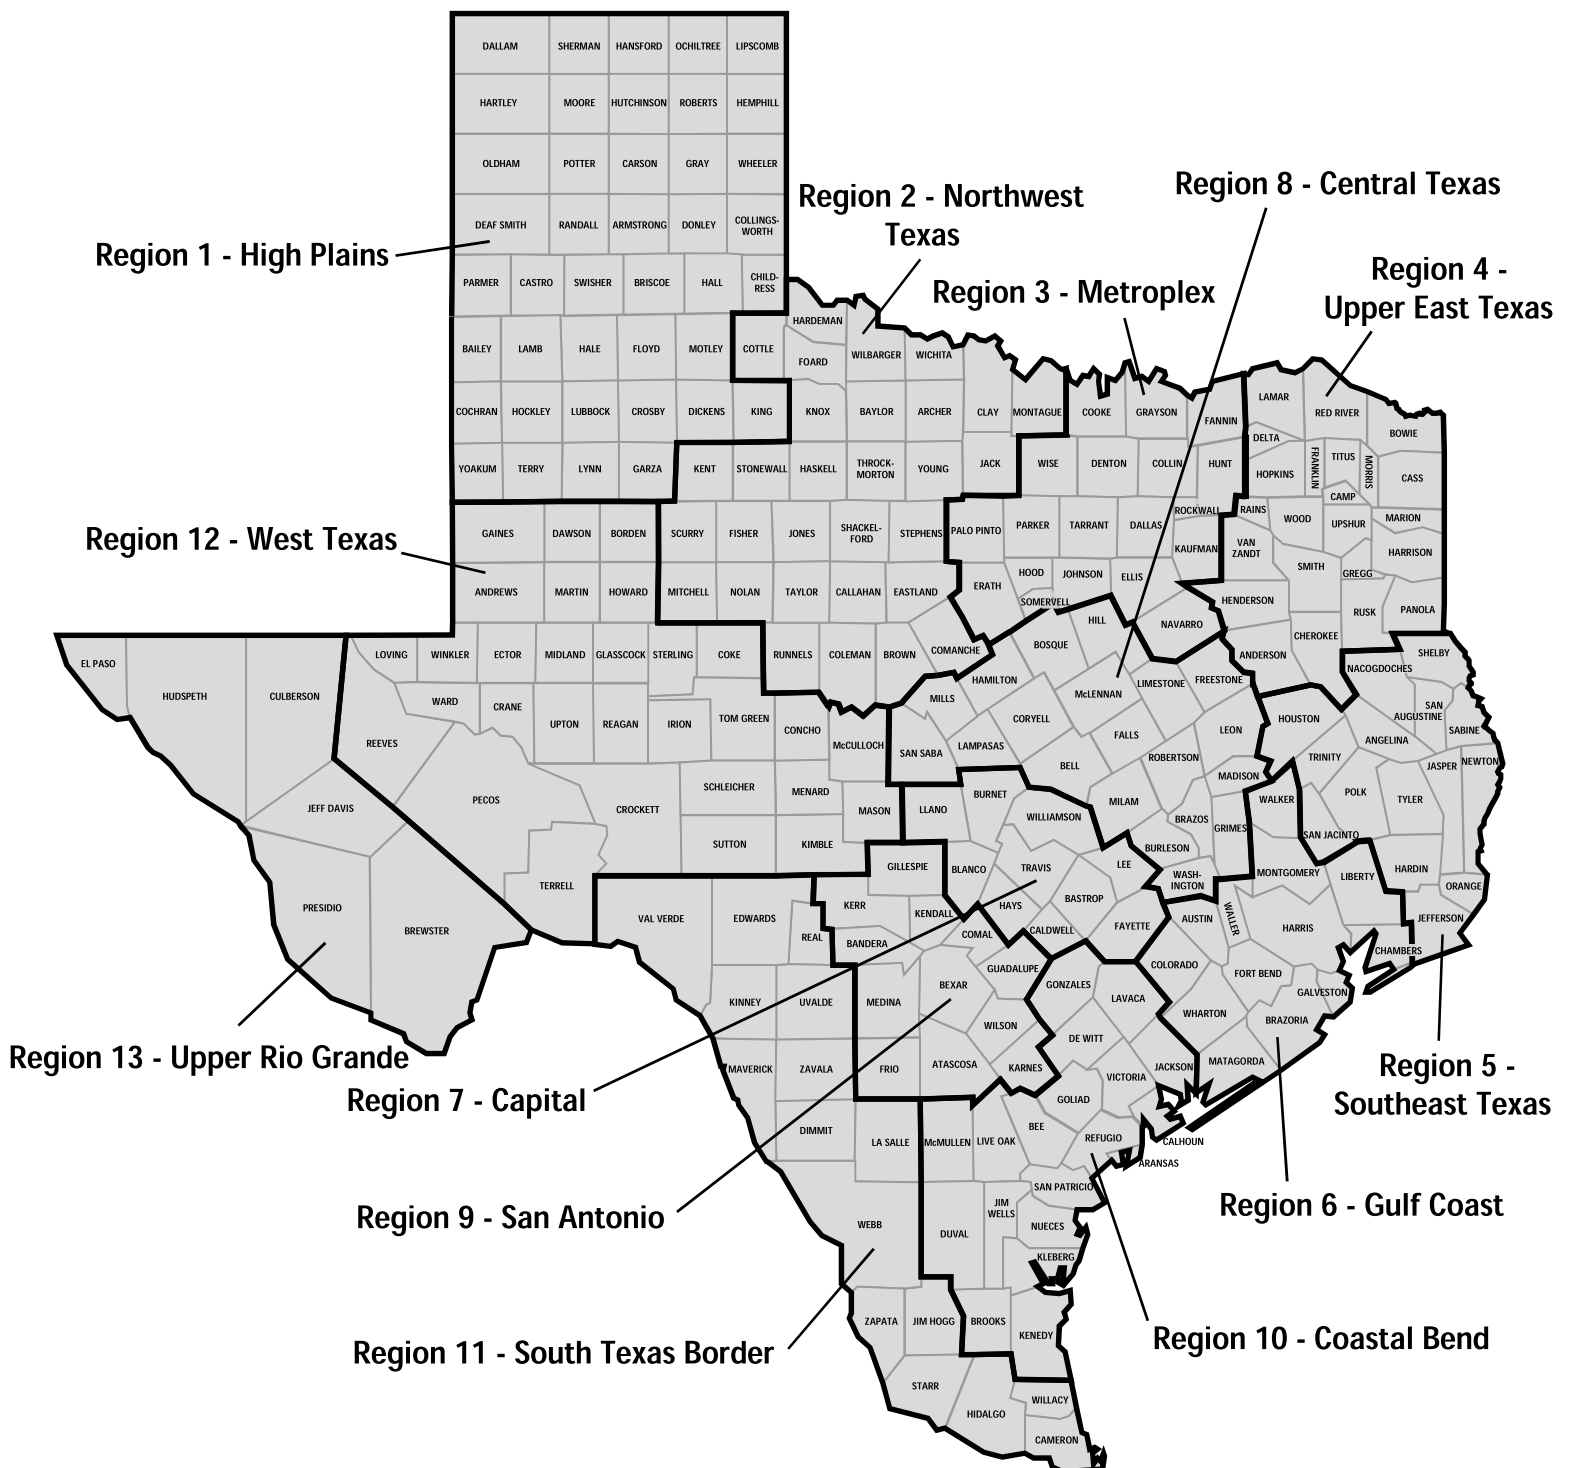 DALLAM SHERMAN HANSFORD OCHILTREE LIPSCOMB
HARTLEY MOORE HUTCHINSON ROBERTS HEMPHILL
OLDHAM POTTER CARSON GRAY WHEELER
Region 8 - Central Texas
Region 2 - Northwest
Texas
DEAF SMITH RANDALL ARMSTRONG DONLEY COLLINGS-
WORTH
Region 1 - High Plains
Region 4 -
Upper East Texas
PARMER CASTRO SWISHER BRISCOE HALL CHILD-
RESS
Region 3 - Metroplex
HARDEMAN
BAILEY LAMB HALE FLOYD MOTLEY COTTLE
FOARD WILBARGER WICHITA
COCHRAN HOCKLEY LUBBOCK CROSBY DICKENS KING KNOX BAYLOR ARCHER CLAY MONTAGUE COOKE GRAYSON FANNIN LAMAR RED RIVER BOWIE
DELTA
YOAKUM TERRY LYNN GARZA KENT STONEWALL HASKELL THROCK-
MORTON YOUNG JACK WISE DENTON COLLIN HUNT HOPKINS FRANKLIN TITUS MORRIS CASS
CAMP
ROCKWALL RAINS WOOD UPSHUR MARION
Region 12 - West Texas
GAINES DAWSON BORDEN SCURRY FISHER JONES SHACKEL-
FORD STEPHENS PALO PINTO PARKER TARRANT DALLAS KAUFMAN VAN
ZANDT SMITH GREGG HARRISON
ANDREWS MARTIN HOWARD MITCHELL NOLAN TAYLOR CALLAHAN EASTLAND ERATH HOOD JOHNSON ELLIS HENDERSON RUSK PANOLA
SOMERVELL HILL NAVARRO CHEROKEE
EL PASO HUDSPETH CULBERSON LOVING WINKLER ECTOR MIDLAND GLASSCOCK STERLING COKE RUNNELS COLEMAN BROWN COMANCHE BOSQUE ANDERSON NACOGDOCHES SHELBY
HAMILTON McLENNAN LIMESTONE FREESTONE
WARD CRANE UPTON REAGAN IRION TOM GREEN CONCHO MILLS CORYELL FALLS LEON HOUSTON SAN
AUGUSTINE SABINE
REEVES McCULLOCH SAN SABA LAMPASAS BELL ROBERTSON ANGELINA
TRINITY JASPER NEWTON
MADISON
JEFF DAVIS PECOS CROCKETT SCHLEICHER MENARD MASON LLANO BURNET MILAM WALKER POLK TYLER
WILLIAMSON BRAZOS GRIMES SAN JACINTO
SUTTON KIMBLE BURLESON
GILLESPIE BLANCO TRAVIS LEE WASH-
INGTON MONTGOMERY LIBERTY HARDIN ORANGE
TERRELL
PRESIDIO BREWSTER VAL VERDE EDWARDS KERR KENDALL HAYS BASTROP AUSTIN WALLER HARRIS JEFFERSON
REAL BANDERA COMAL CALDWELL FAYETTE CHAMBERS
COLORADO FORT BEND
GUADALUPE GONZALES
KINNEY UVALDE MEDINA BEXAR LAVACA WHARTON GALVESTON
WILSON BRAZORIA
DE WITT
Region 13 - Upper Rio Grande
MAVERICK ZAVALA FRIO ATASCOSA KARNES VICTORIA JACKSON MATAGORDA
Region 5 -
Southeast Texas
Region 7 - Capital
GOLIAD
DIMMIT LA SALLE McMULLEN LIVE OAK BEE REFUGIO CALHOUN
ARANSAS
SAN PATRICIO
Region 9 - San Antonio
Region 6 - Gulf Coast
WEBB DUVAL JIM
WELLS NUECES
KLEBERG
ZAPATA JIM HOGG BROOKS KENEDY
Region 10 - Coastal Bend
Region 11 - South Texas Border
STARR HIDALGO WILLACY
CAMERON